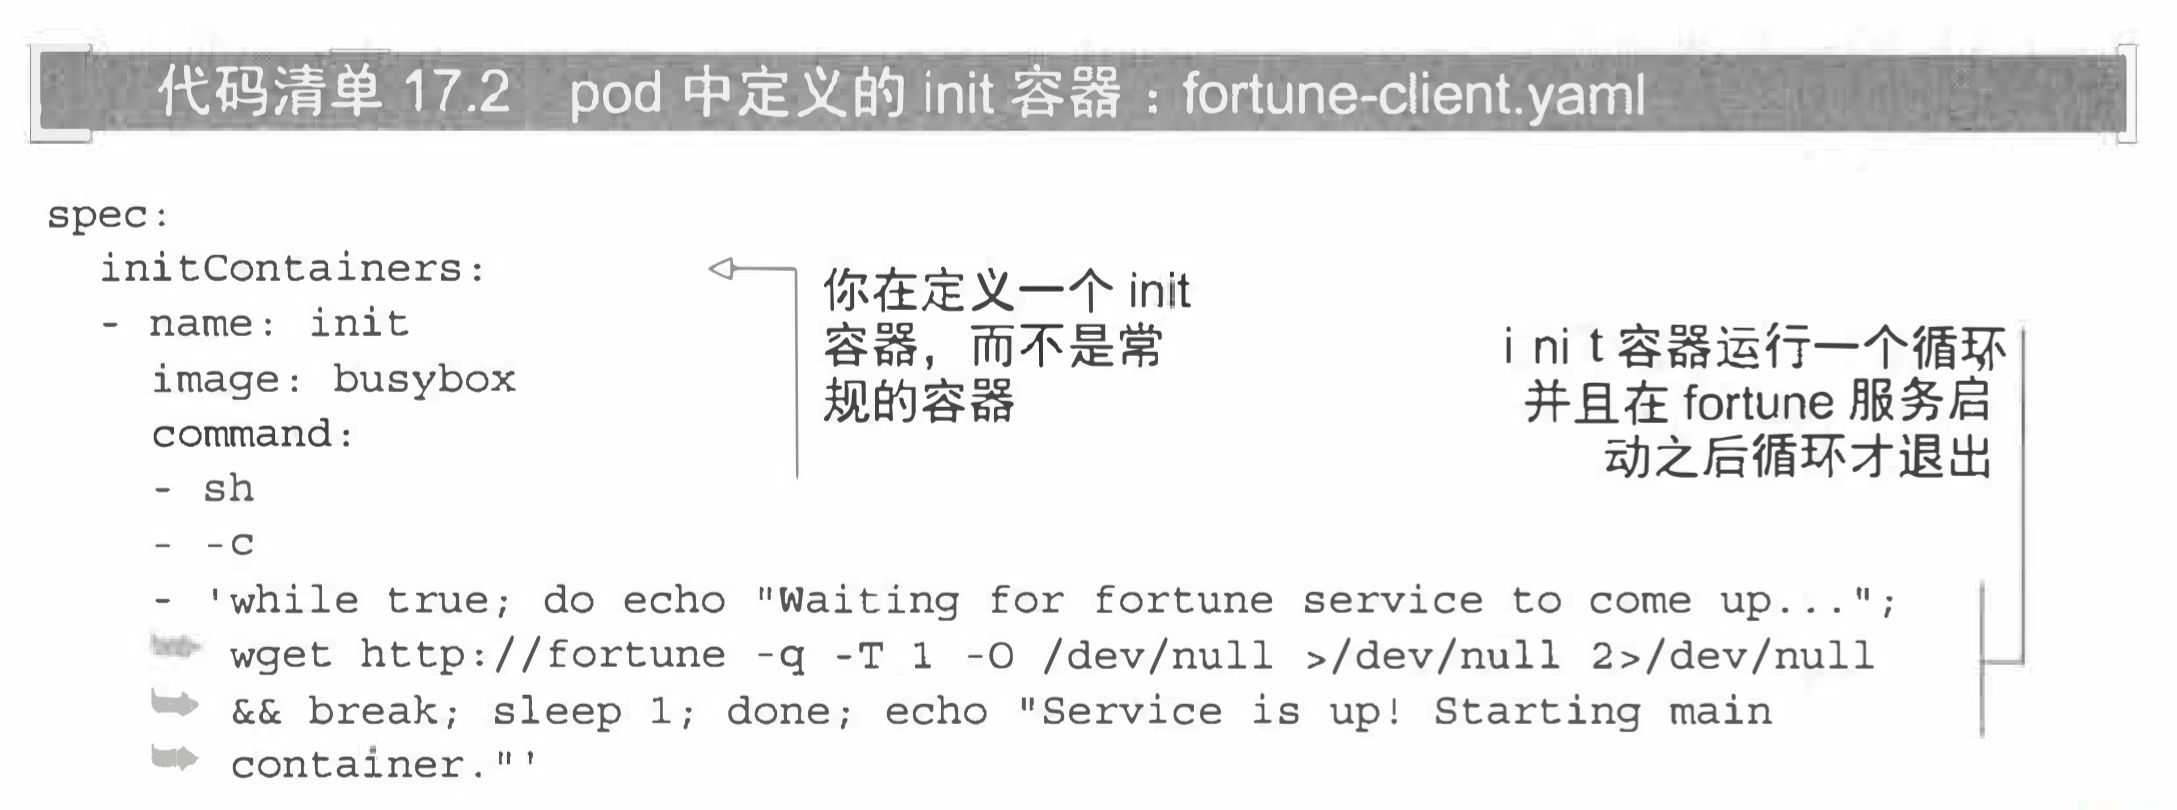 代码清单 17.2 pod 中定义的 init 容器：fortune-client.yaml
spec:
initContainers:
- name: init
image: busybox
command:
- sh
- -c
- 'while true; do echo "Waiting for fortune service to come up...";
wget http://fortune -q -T 1 -O /dev/null >/dev/null 2>/dev/null
&& break; sleep 1; done; echo "Service is up! Starting main
container."'
你在定义一个 init
容器，而不是常
规的容器
init 容器运行一个循环
并且在 fortune 服务启
动之后循环才退出